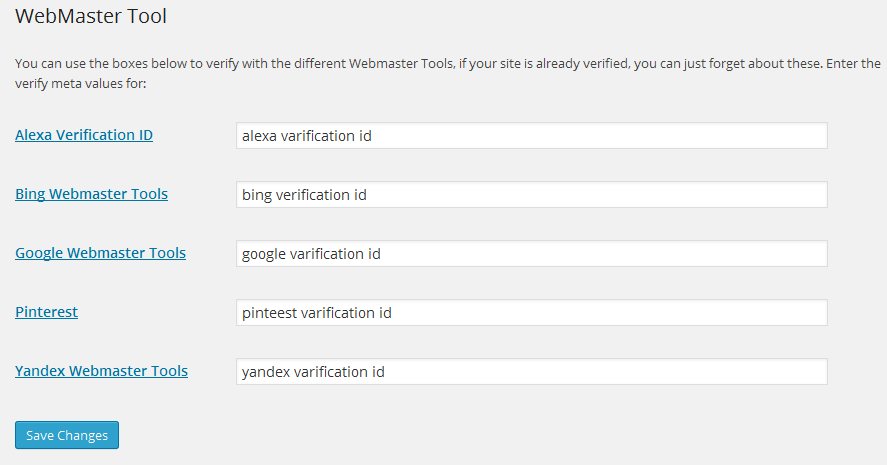 WebMaster Tool
You can use the boxes below to verify with the different Webmaster Tools, if your site is already verified, you can just forget about these. Enter the
verify meta values for:
Alexa Verification ID alexa varification id
Bing Webmaster Tools bing verification id
Google Webmaster Tools google varification id
Pinterest pinteest varification id
Yandex Webmaster Tools yandex varification id
Save Changes